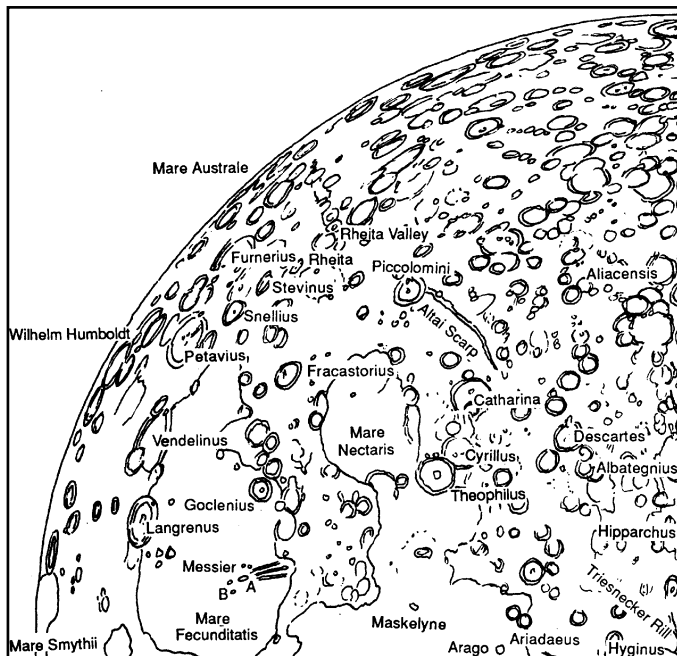 Mare Australe
Rheita Valley
Furnerius
Rheita
Piccolomini
Aliacensis
Stevinus
Snellius
Altai Scarp
Wilhelm Humboldt
Petavius
Fracastorius
Catharina
Mare
Nectaris
Vendelinus
Descartes
Cyrillus
Albategnius
Theophilus
Goclenius
Langrenus
Hipparchus
Messier
B
A
Triesnecker Rill
Mare
Fecunditatis
Maskelyne
Mare Smythii
Arago
Ariadaeus
Hyginus